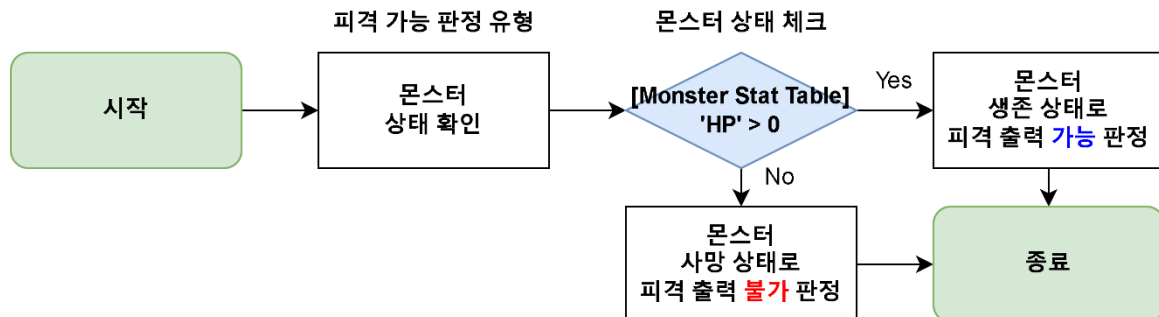 피격 가능 판정 유형
몬스터 상태 체크
시작
몬스터
상태 확인
[Monster Stat Table]
'HP' > 0
Yes
몬스터
생존 상태로
피격 출력 가능 판정
No
몬스터
사망 상태로
피격 출력 불가 판정
종료